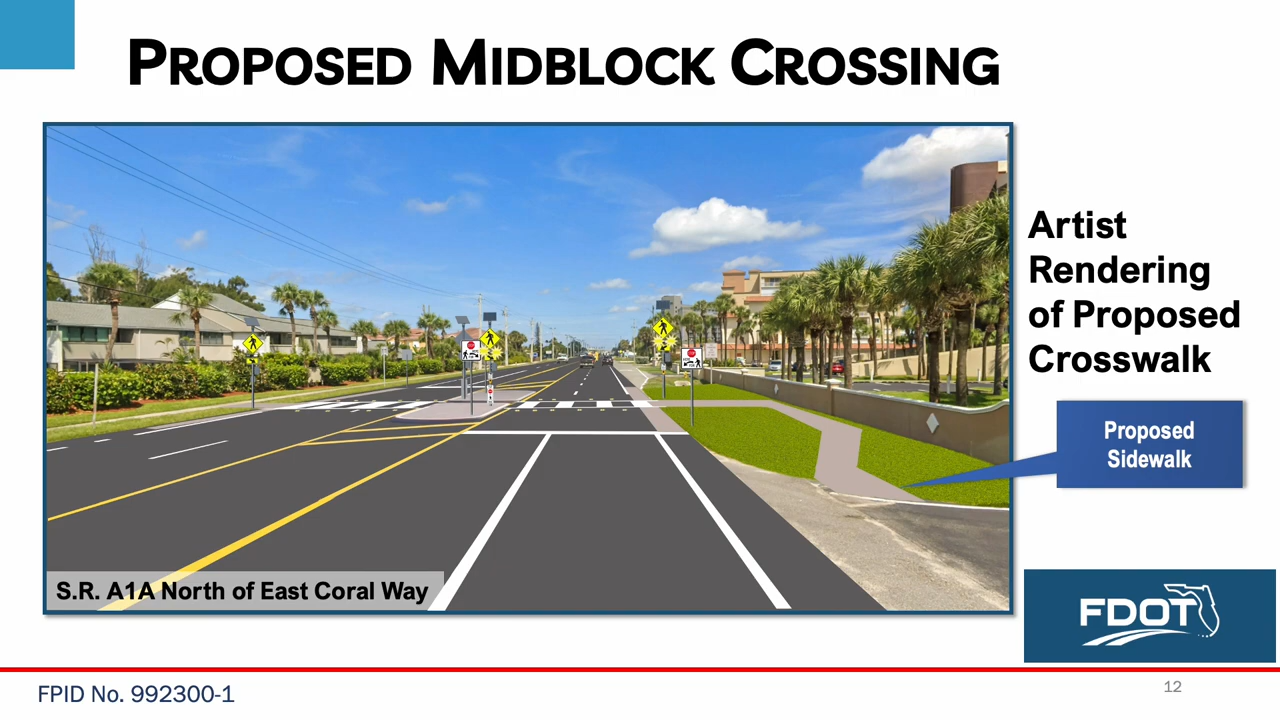 PROPOSED MIDBLOCK CROSSING
Artist
Rendering
of Proposed
Crosswalk
Proposed
Sidewalk
S.R. A1A North of East Coral Way
FDOT
FPID No. 992300-1
12